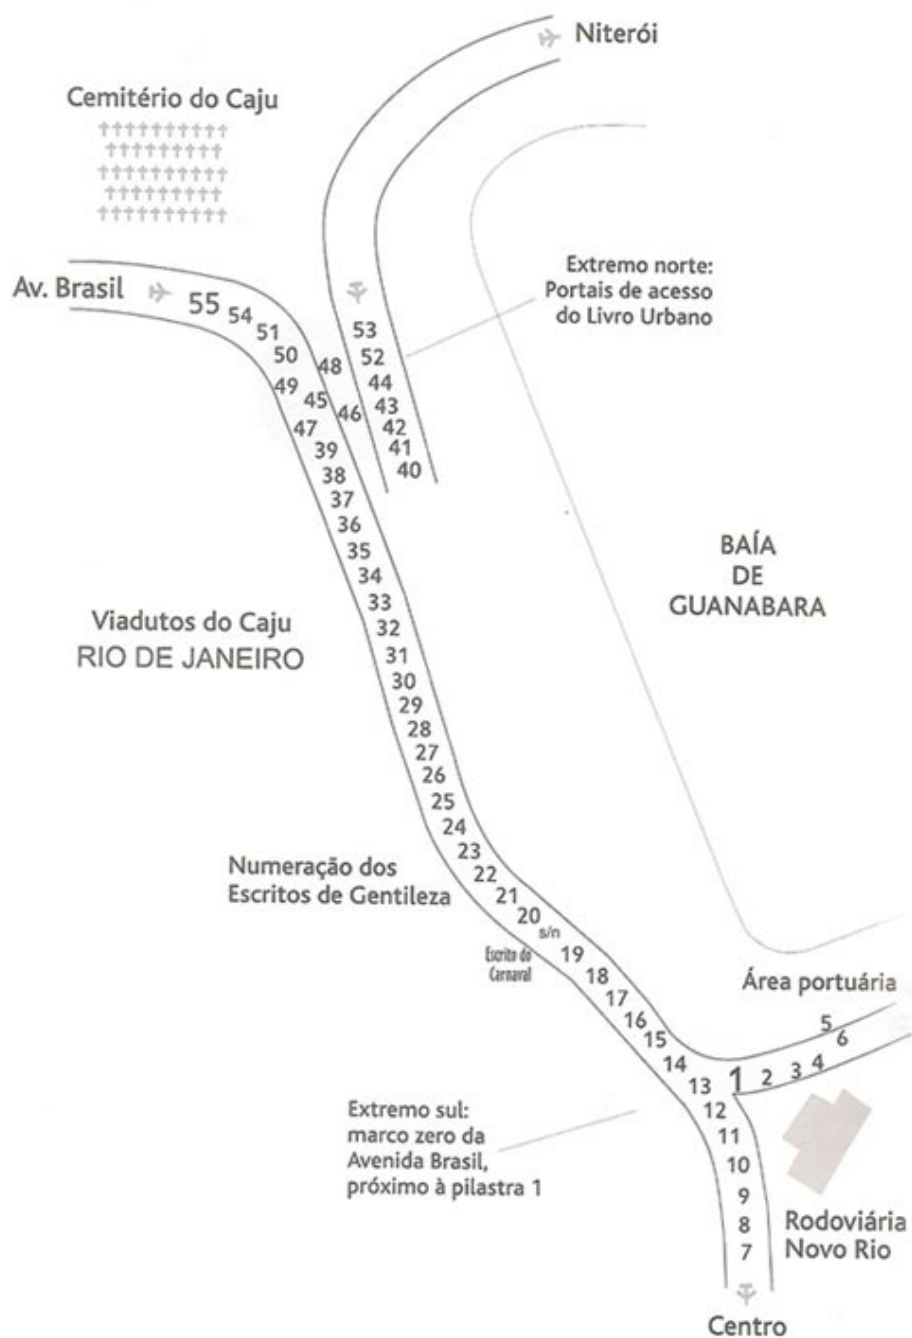 Niterói
Cemitério do Caju
Av. Brasil
Extremo norte:
Portais de acesso
do Livro Urbano
55
54
51
50
49
48
45
46
47
53
52
44
43
42
41
40
39
38
37
36
35
34
33
32
31
30
29
28
27
26
25
24
23
22
21
20
s/n
19
18
17
16
15
14
13
12
11
10
9
8
7
1
2
3
4
5
6
BAÍA
DE
GUANABARA
Viadutos do Caju
RIO DE JANEIRO
Numeração dos
Escritos de Gentileza
Escrito do
Carnaval
Área portuária
Extremo sul:
marco zero da
Avenida Brasil,
próximo à pilastra 1
Rodoviária
Novo Rio
Centro